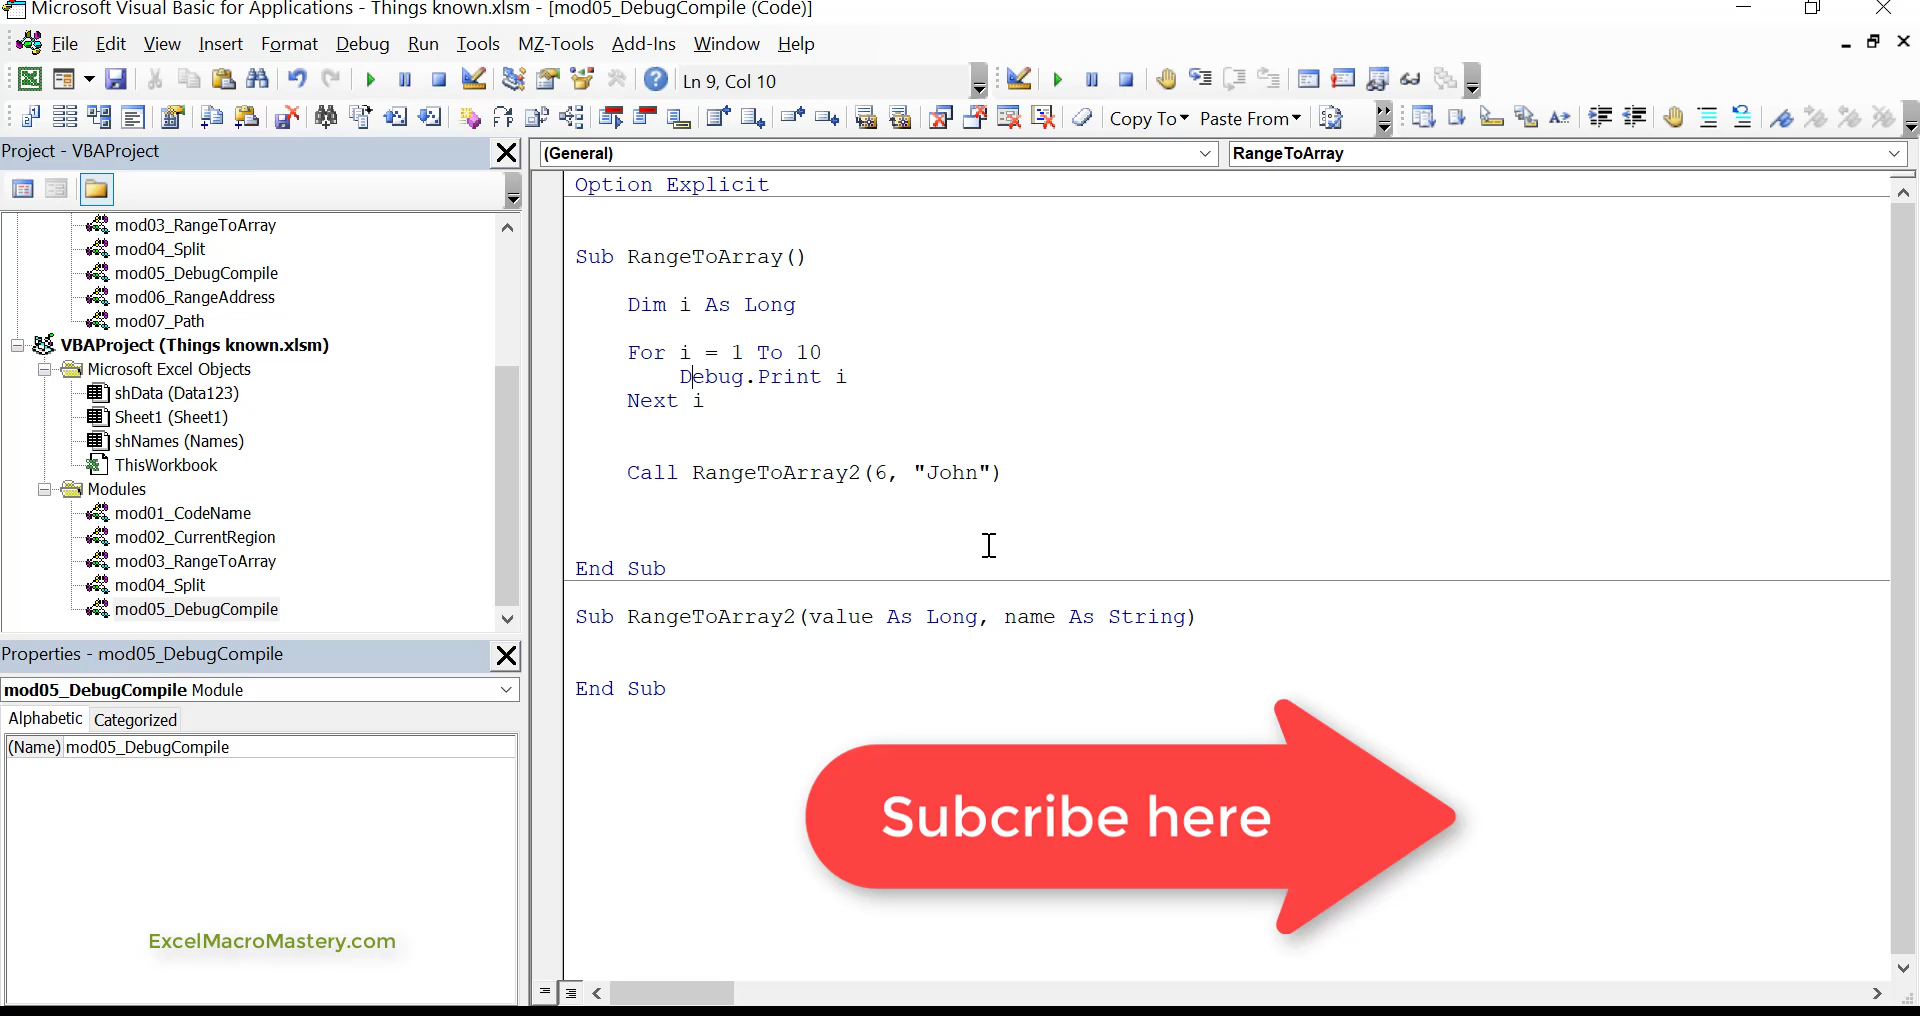 Microsoft Visual Basic for Applications - Things known.xlsm - [mod05_DebugCompile (Code)]
File Edit View Insert Format Debug Run Tools MZ-Tools Add-Ins Window Help
Ln 9, Col 10
Copy To Paste From
Project - VBAProject
mod03_RangeToArray
mod04_Split
mod05_DebugCompile
mod06_RangeAddress
mod07_Path
VBAProject (Things known.xlsm)
Microsoft Excel Objects
shData (Data123)
Sheet1 (Sheet1)
shNames (Names)
ThisWorkbook
Modules
mod01_CodeName
mod02_CurrentRegion
mod03_RangeToArray
mod04_Split
mod05_DebugCompile
Properties - mod05_DebugCompile
mod05_DebugCompile Module
Alphabetic Categorized
(Name) mod05_DebugCompile
ExcelMacroMastery.com
(General) RangeToArray
Option Explicit
Sub RangeToArray()
Dim i As Long
For i = 1 To 10
Debug.Print i
Next i
Call RangeToArray2(6, "John")
End Sub
Sub RangeToArray2(value As Long, name As String)
End Sub
Subcribe here